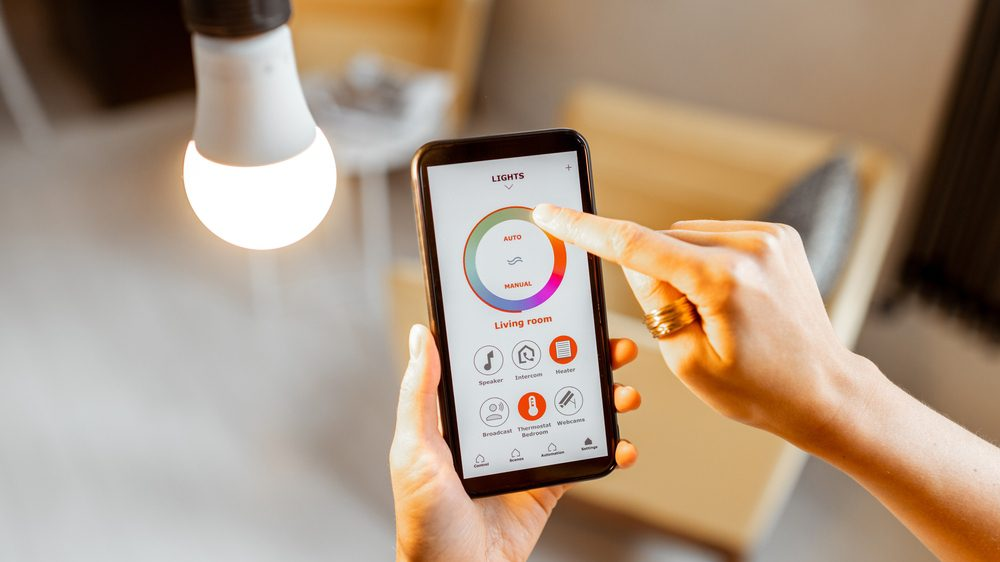 LIGHTS
+
AUTO
MANUAL
Living room
Speaker
Intercom
Heater
Broadcast
Thermostat
Bedroom
Webcams
Control
Scenes
Automation
Settings